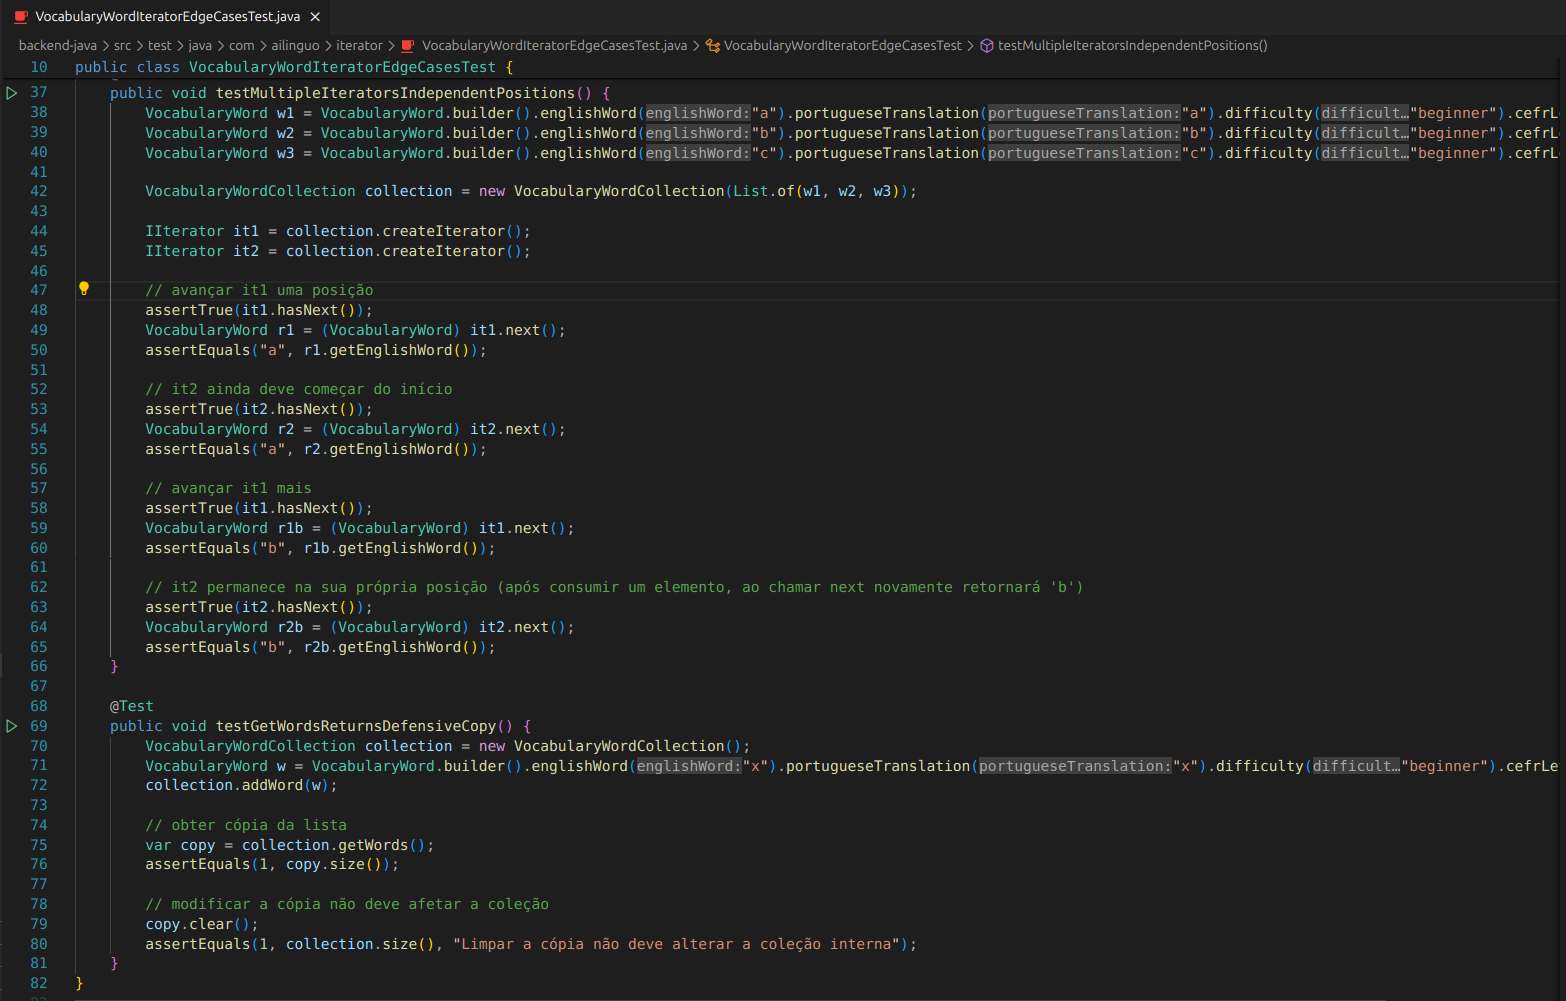 VocabularyWordIteratorEdgeCasesTest.java
backend-java > src > test > java > com > ailinguo > iterator > VocabularyWordIteratorEdgeCasesTest.java > VocabularyWordIteratorEdgeCasesTest > testMultipleIteratorsIndependentPositions()
10 public class VocabularyWordIteratorEdgeCasesTest {
37 public void testMultipleIteratorsIndependentPositions() {
38 VocabularyWord w1 = VocabularyWord.builder().englishWord(englishWord:"a").portugueseTranslation(portugueseTranslation:"a").difficulty(difficult…"beginner").cefrLe
39 VocabularyWord w2 = VocabularyWord.builder().englishWord(englishWord:"b").portugueseTranslation(portugueseTranslation:"b").difficulty(difficult…"beginner").cefrLe
40 VocabularyWord w3 = VocabularyWord.builder().englishWord(englishWord:"c").portugueseTranslation(portugueseTranslation:"c").difficulty(difficult…"beginner").cefrLe
41
42 VocabularyWordCollection collection = new VocabularyWordCollection(List.of(w1, w2, w3));
43
44 IIterator it1 = collection.createIterator();
45 IIterator it2 = collection.createIterator();
46
47 // avançar it1 uma posição
48 assertTrue(it1.hasNext());
49 VocabularyWord r1 = (VocabularyWord) it1.next();
50 assertEquals("a", r1.getEnglishWord());
51
52 // it2 ainda deve começar do início
53 assertTrue(it2.hasNext());
54 VocabularyWord r2 = (VocabularyWord) it2.next();
55 assertEquals("a", r2.getEnglishWord());
56
57 // avançar it1 mais
58 assertTrue(it1.hasNext());
59 VocabularyWord r1b = (VocabularyWord) it1.next();
60 assertEquals("b", r1b.getEnglishWord());
61
62 // it2 permanece na sua própria posição (após consumir um elemento, ao chamar next novamente retornará 'b')
63 assertTrue(it2.hasNext());
64 VocabularyWord r2b = (VocabularyWord) it2.next();
65 assertEquals("b", r2b.getEnglishWord());
66 }
67
68 @Test
69 public void testGetWordsReturnsDefensiveCopy() {
70 VocabularyWordCollection collection = new VocabularyWordCollection();
71 VocabularyWord w = VocabularyWord.builder().englishWord(englishWord:"x").portugueseTranslation(portugueseTranslation:"x").difficulty(difficult…"beginner").cefrLe
72 collection.addWord(w);
73
74 // obter cópia da lista
75 var copy = collection.getWords();
76 assertEquals(1, copy.size());
77
78 // modificar a cópia não deve afetar a coleção
79 copy.clear();
80 assertEquals(1, collection.size(), "Limpar a cópia não deve alterar a coleção interna");
81 }
82 }